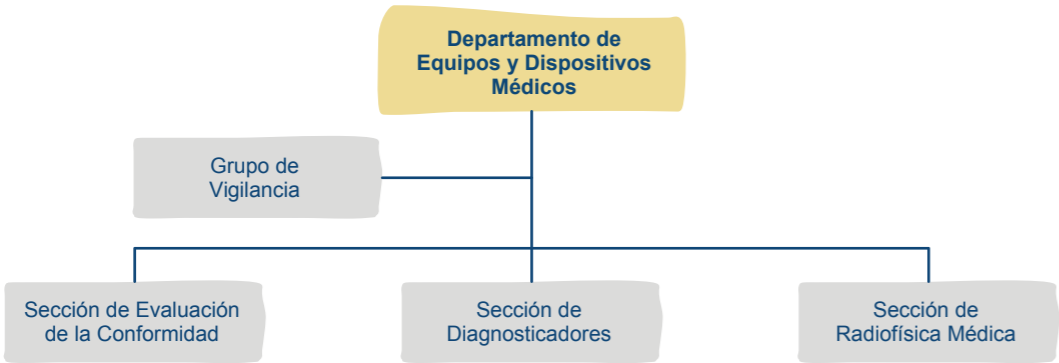 Departamento de
Equipos y Dispositivos
Médicos
Grupo de
Vigilancia
Sección de Evaluación
de la Conformidad
Sección de
Diagnosticadores
Sección de
Radiofísica Médica